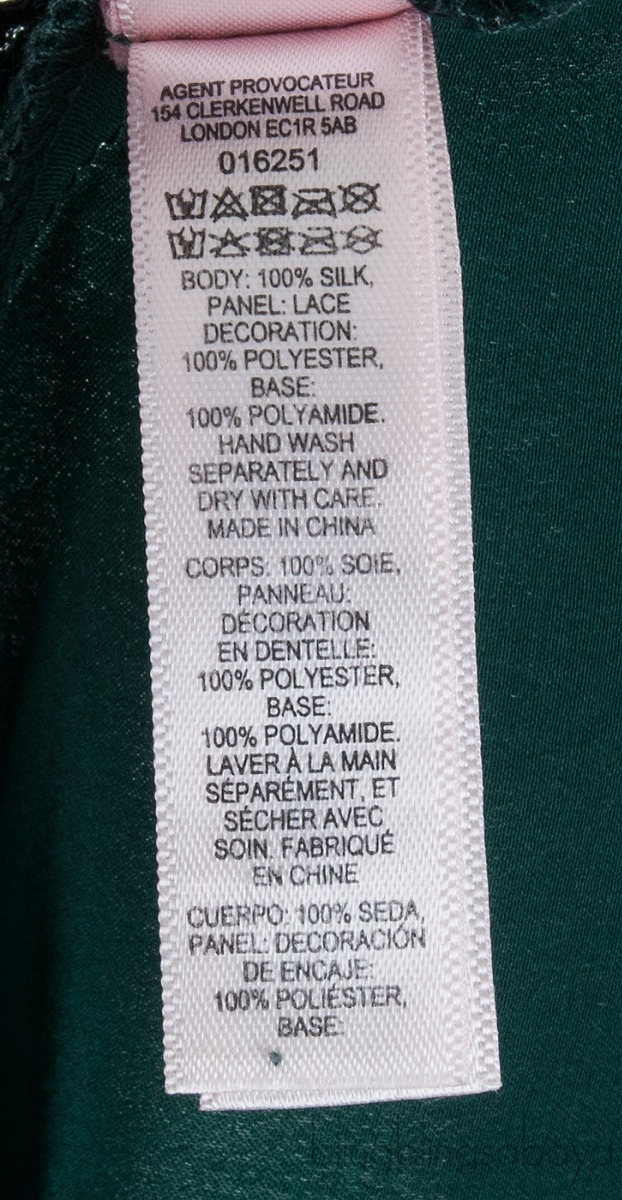 AGENT PROVOCATEUR
154 CLERKENWELL ROAD
LONDON EC1R 5AB
016251
BODY: 100% SILK,
PANEL: LACE
DECORATION:
100% POLYESTER,
BASE:
100% POLYAMIDE.
HAND WASH
SEPARATELY AND
DRY WITH CARE.
MADE IN CHINA
CORPS: 100% SOIE,
PANNEAU:
DÉCORATION
EN DENTELLE:
100% POLYESTER,
BASE:
100% POLYAMIDE.
LAVER À LA MAIN
SÉPARÉMENT, ET
SÉCHER AVEC
SOIN. FABRIQUÉ
EN CHINE
CUERPO: 100% SEDA,
PANEL: DECORACIÓN
DE ENCAJE:
100% POLIÉSTER,
BASE: